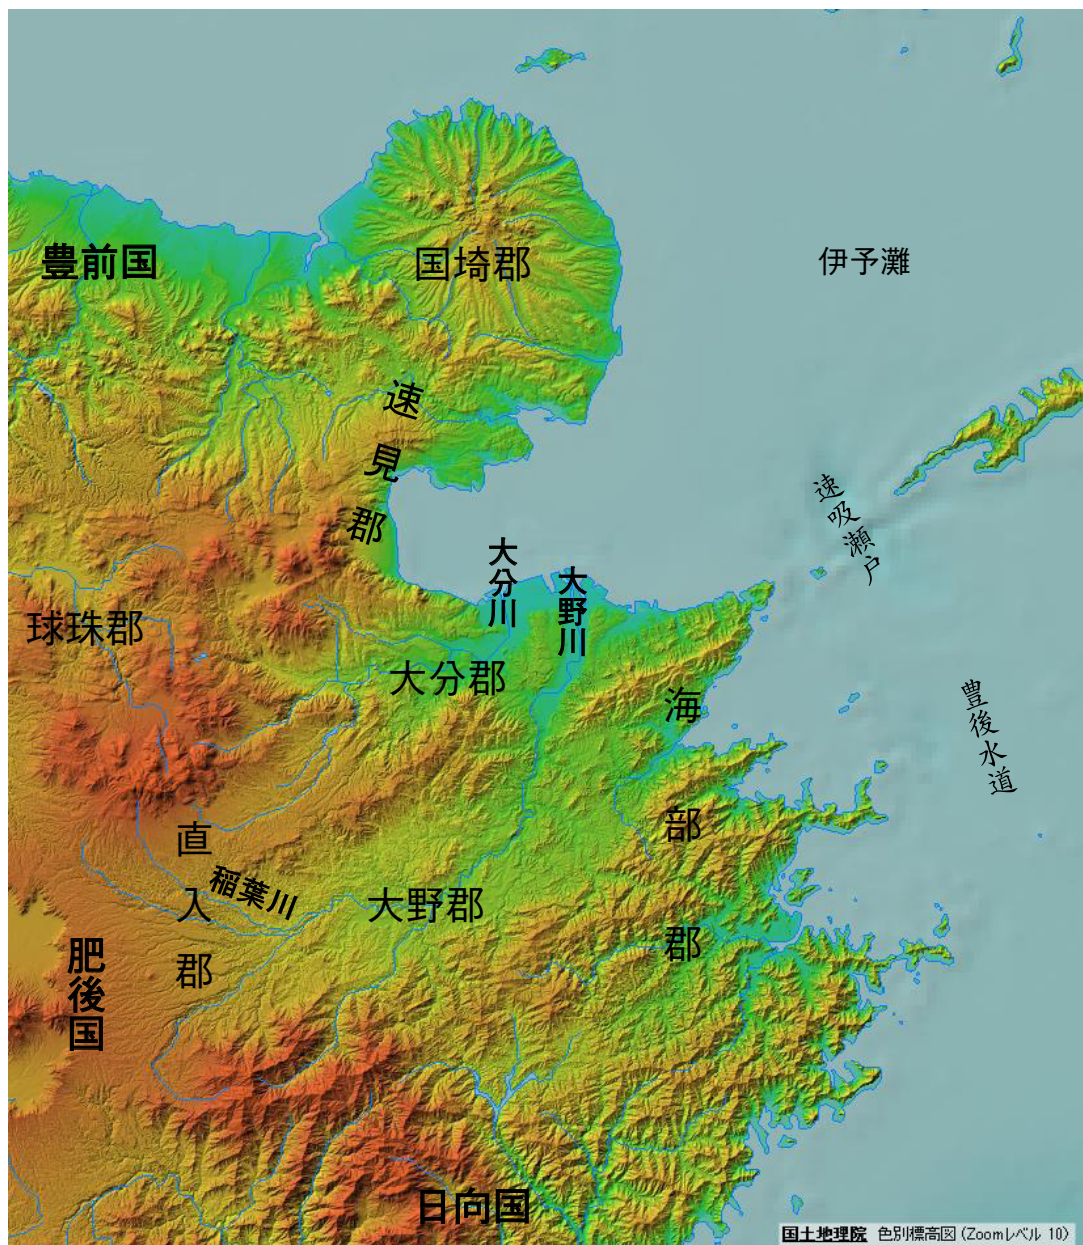 豊前国
国埼郡
伊予灘
速見郡
速吸瀬戸
大分川
大野川
球珠郡
大分郡
海部郡
豊後水道
直入郡
稲葉川
大野郡
肥後国
日向国
国土地理院 色別標高図 (Zoomレベル 10)